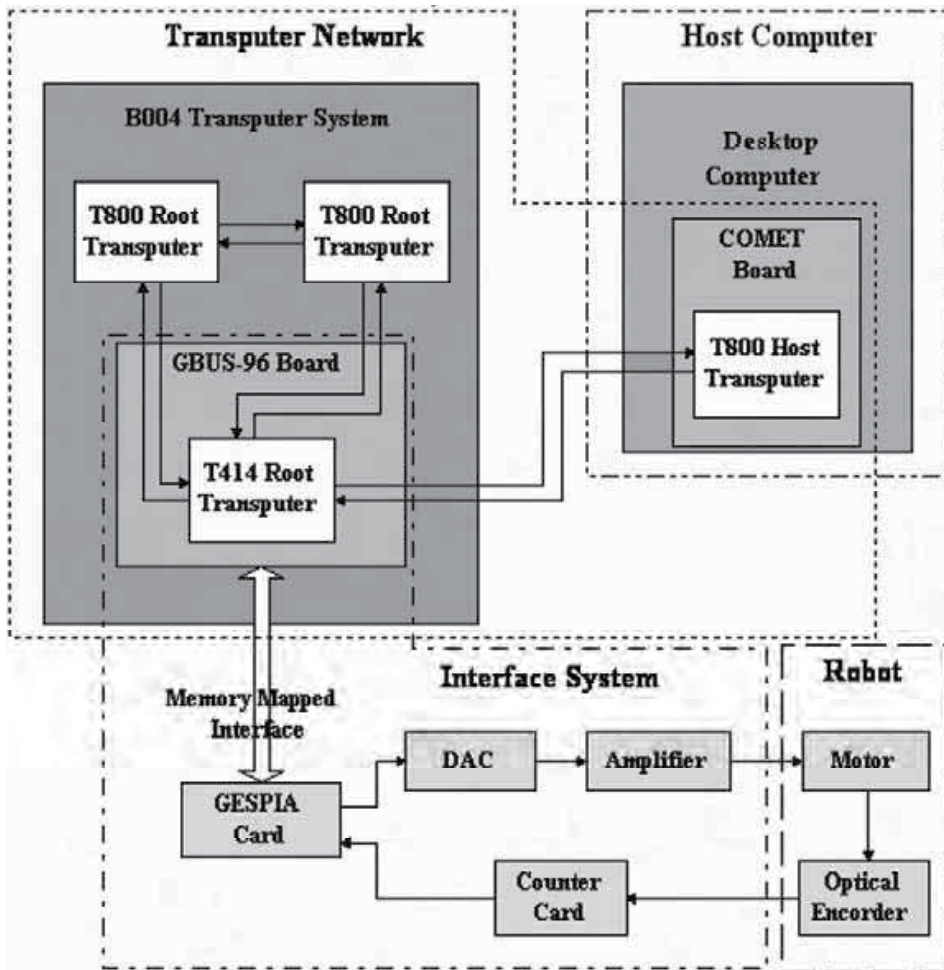 Transputer Network
Host Computer
B004 Transputer System
Desktop
Computer
T800 Root
Transputer
T800 Root
Transputer
COMET
Board
GBUS-96 Board
T800 Host
Transputer
T414 Root
Transputer
Interface System
Robot
Memory Mapped
Interface
DAC
Amplifier
Motor
GESPIA
Card
Counter
Card
Optical
Encorder